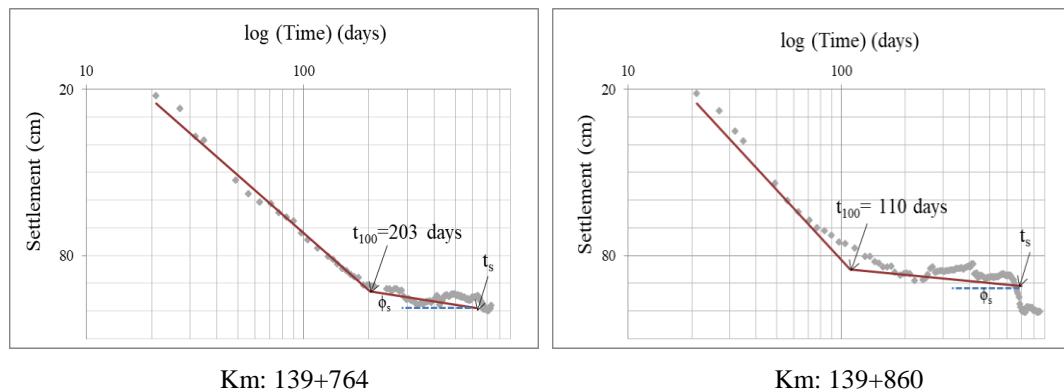 log (Time) (days)
10
100
20
Settlement (cm)
80
t100=203 days
ts
ϕs
Km: 139+764
log (Time) (days)
10
100
20
Settlement (cm)
80
t100= 110 days
ts
ϕs
Km: 139+860